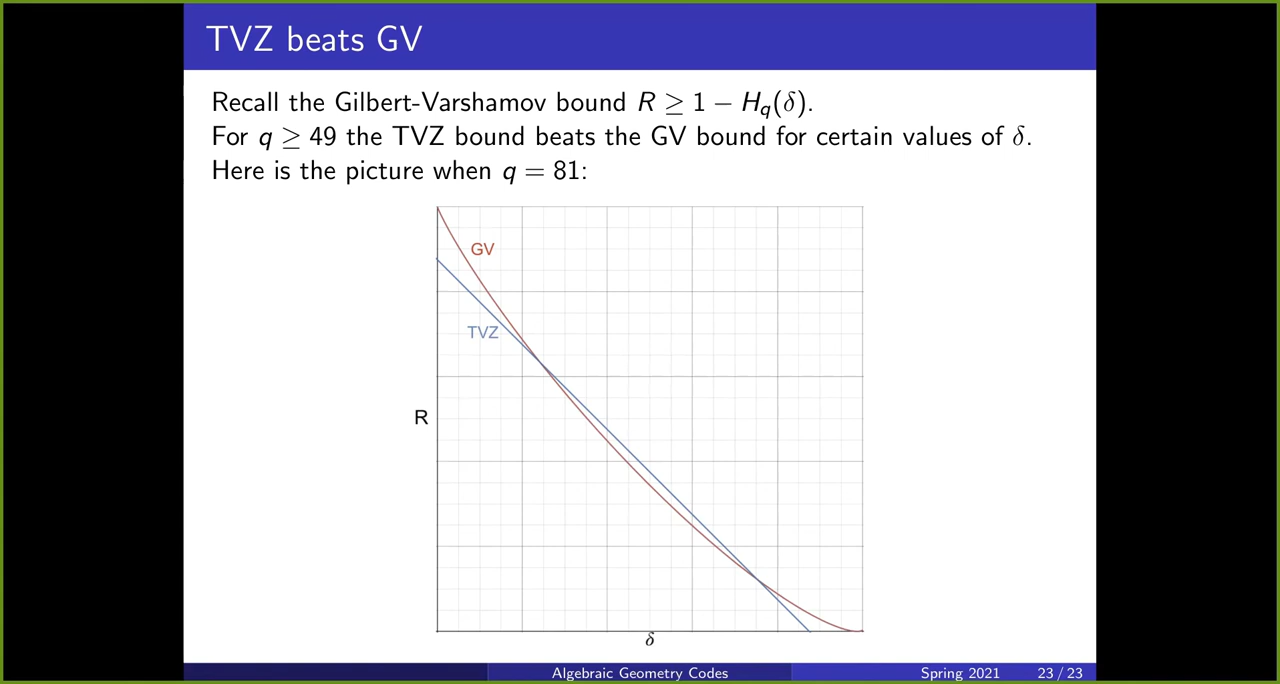 TVZ beats GV
Recall the Gilbert-Varshamov bound R ≥ 1 − H_q(δ).
For q ≥ 49 the TVZ bound beats the GV bound for certain values of δ.
Here is the picture when q = 81:
GV
TVZ
R
δ
Algebraic Geometry Codes
Spring 2021
23 / 23